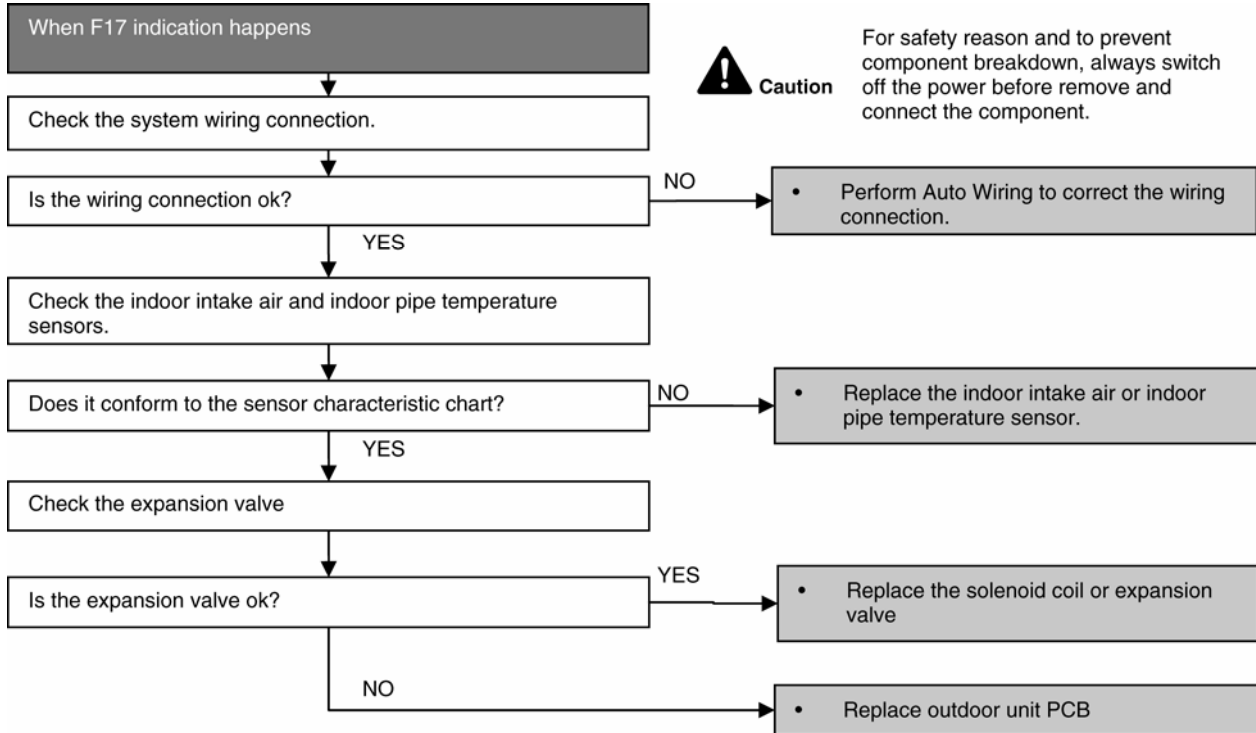 When F17 indication happens
Caution
For safety reason and to prevent
component breakdown, always switch
off the power before remove and
connect the component.
Check the system wiring connection.
Is the wiring connection ok?
NO
• Perform Auto Wiring to correct the wiring
connection.
YES
Check the indoor intake air and indoor pipe temperature
sensors.
Does it conform to the sensor characteristic chart?
NO
• Replace the indoor intake air or indoor
pipe temperature sensor.
YES
Check the expansion valve
Is the expansion valve ok?
YES
• Replace the solenoid coil or expansion
valve
NO
• Replace outdoor unit PCB